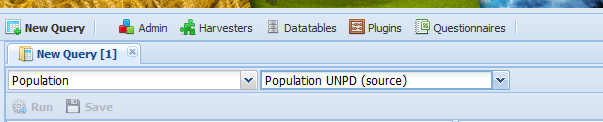 New Query Admin Harvesters Datatables Plugins Questionnaires
New Query [1]
Population Population UNPD (source)
Run Save